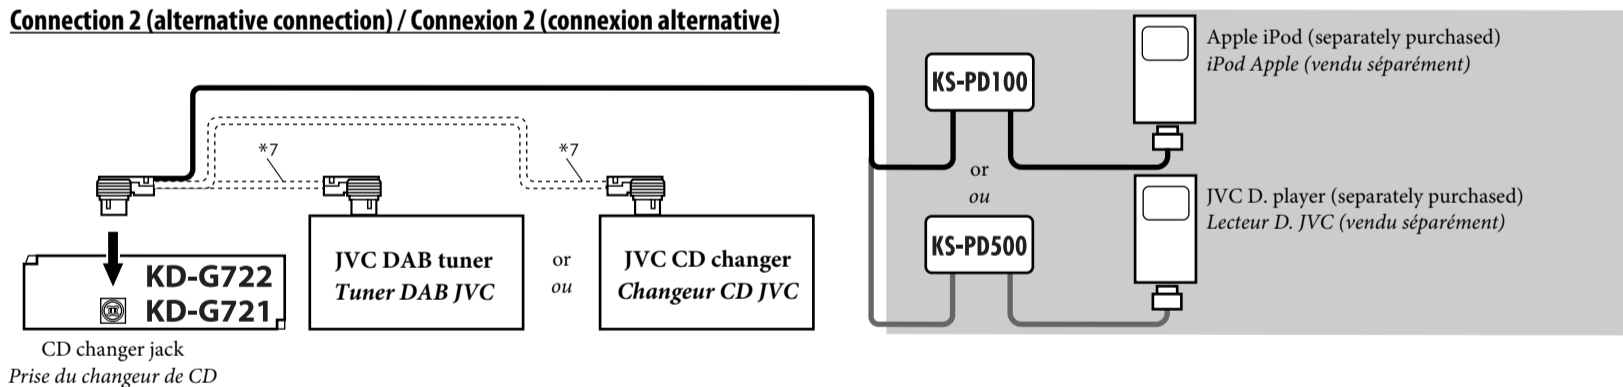 Connection 2 (alternative connection) / Connexion 2 (connexion alternative)
Apple iPod (separately purchased)
iPod Apple (vendu séparément)
KS-PD100
*7
*7
or
ou
JVC D. player (separately purchased)
Lecteur D. JVC (vendu séparément)
KS-PD500
JVC DAB tuner
Tuner DAB JVC
or
ou
JVC CD changer
Changeur CD JVC
KD-G722
KD-G721
CD changer jack
Prise du changeur de CD